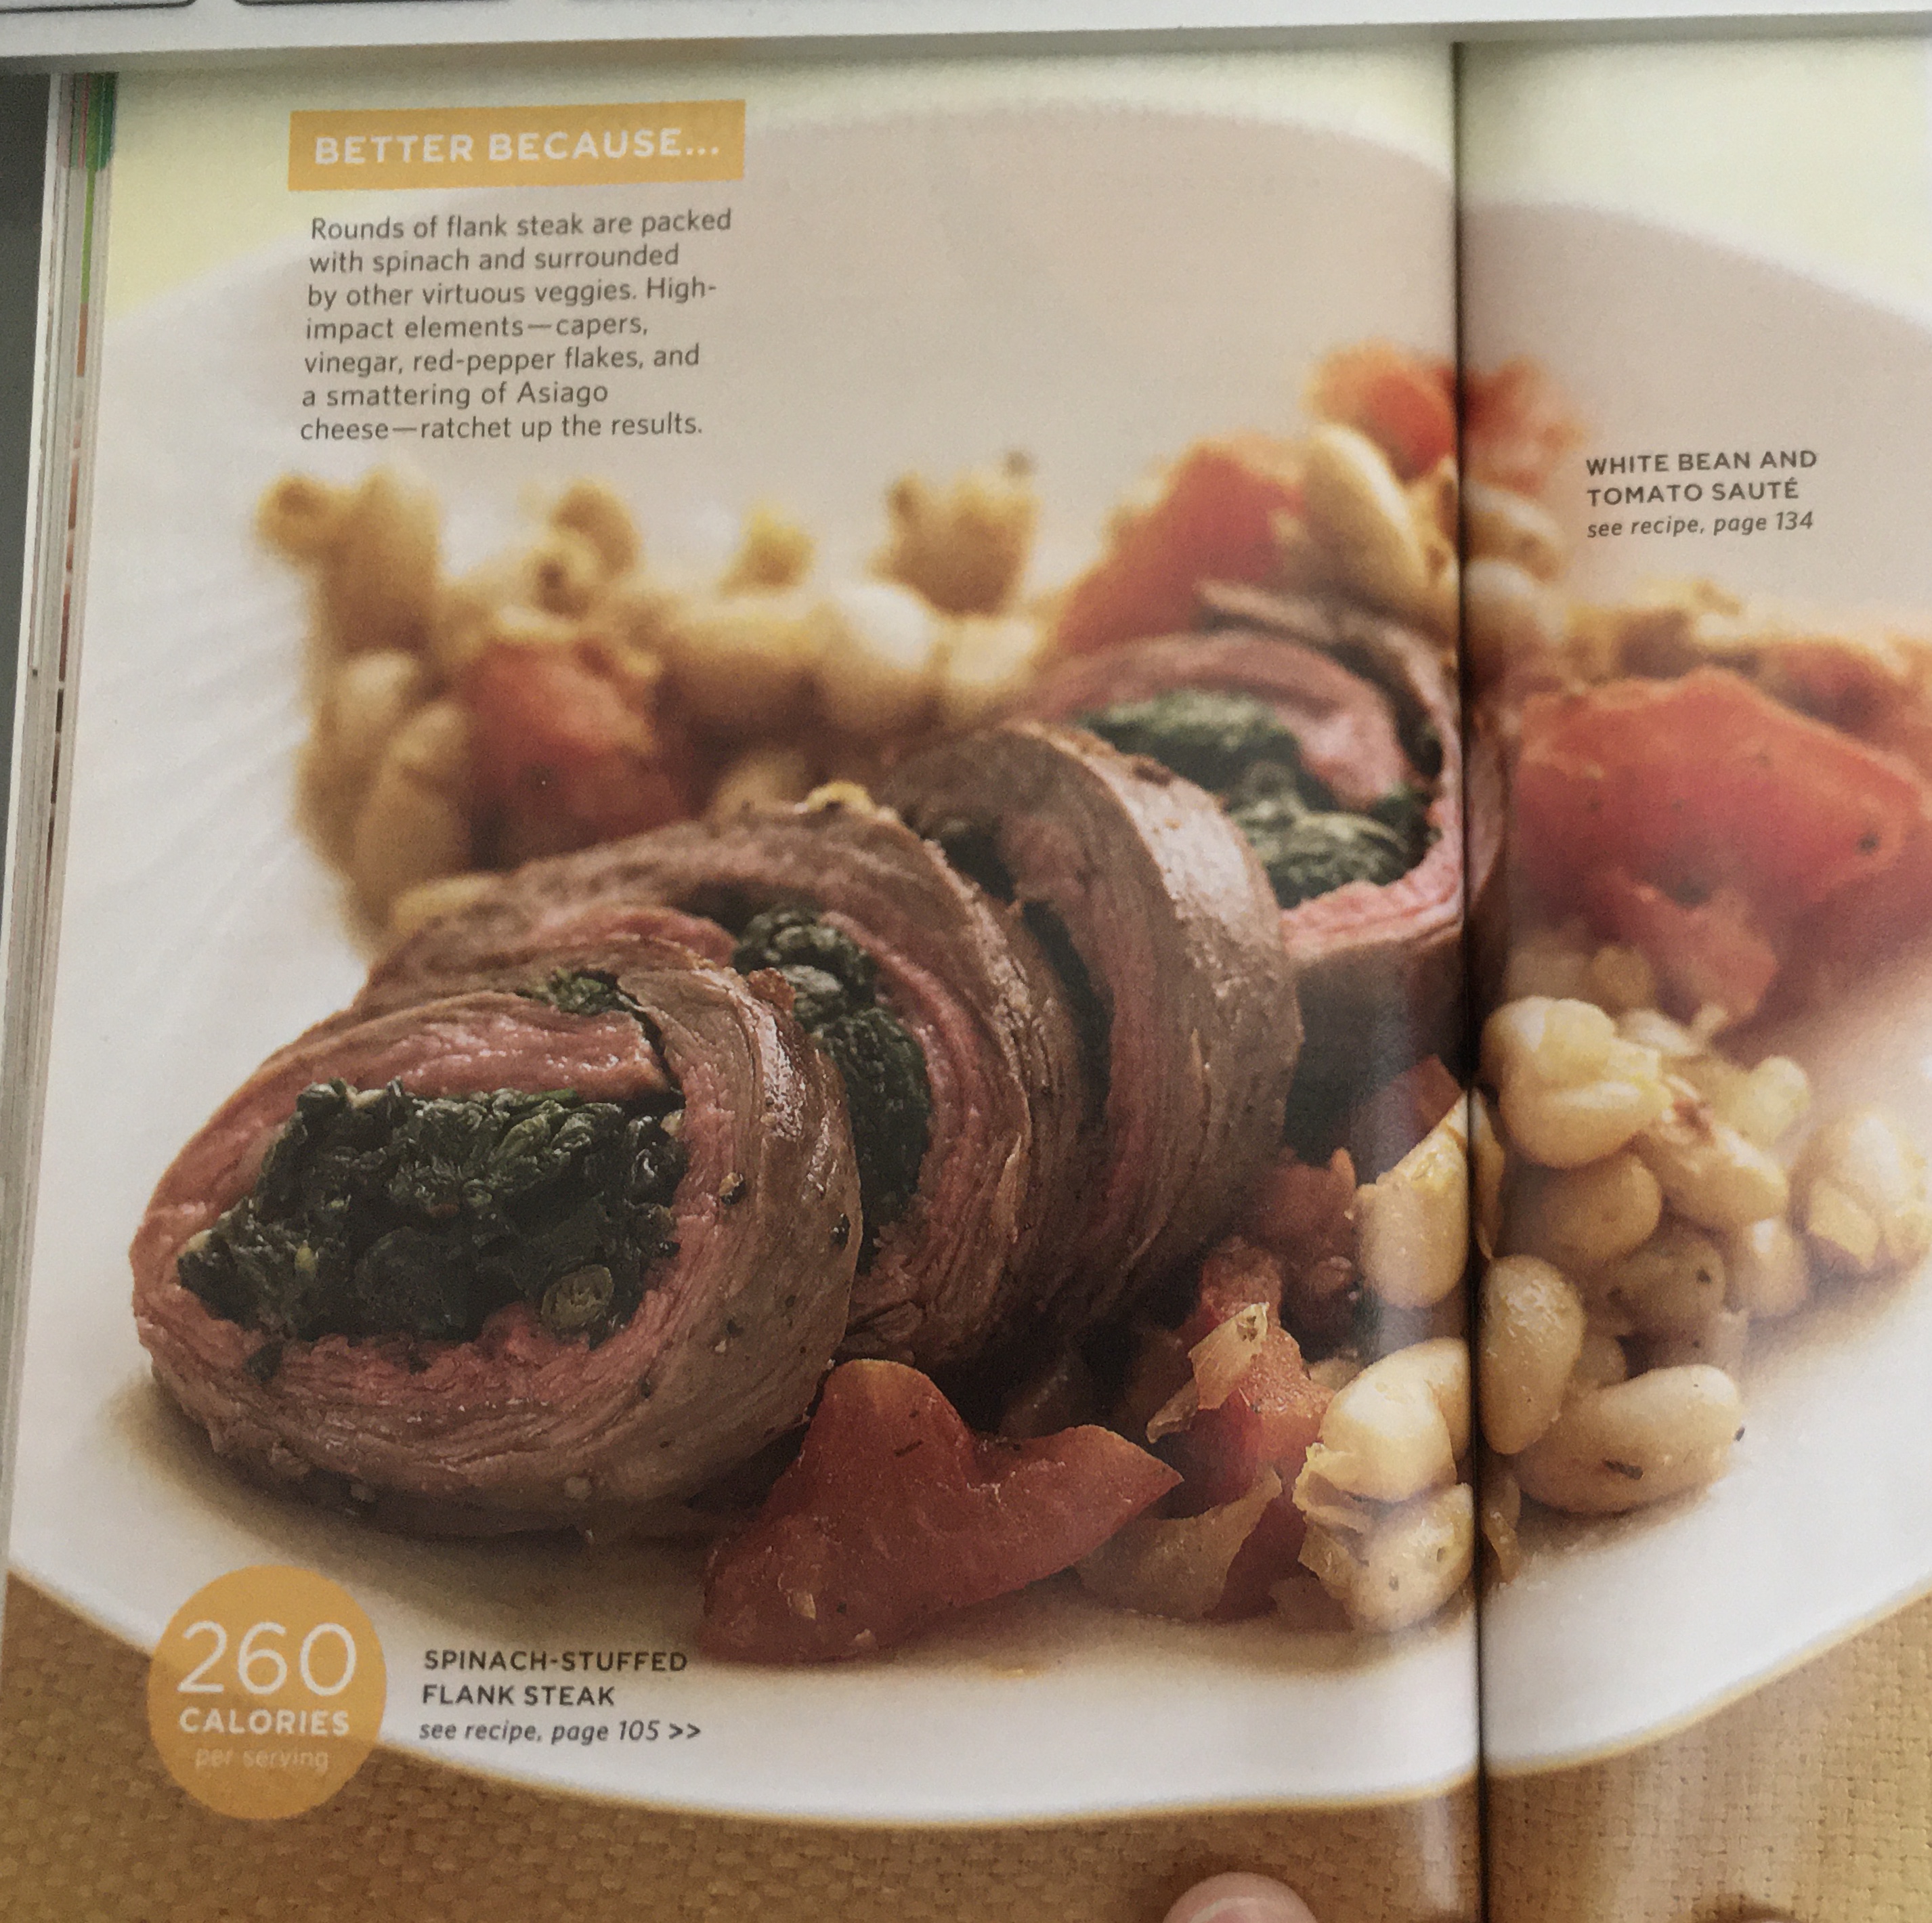 BETTER BECAUSE...
Rounds of flank steak are packed
with spinach and surrounded
by other virtuous veggies. High-
impact elements—capers,
vinegar, red-pepper flakes, and
a smattering of Asiago
cheese—ratchet up the results.
WHITE BEAN AND
TOMATO SAUTÉ
see recipe, page 134
260
CALORIES
per serving
SPINACH-STUFFED
FLANK STEAK
see recipe, page 105 >>